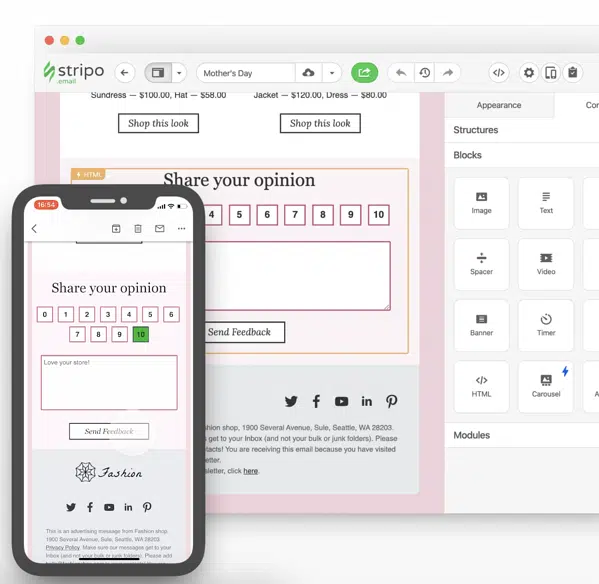 stripo
email
Mother's Day
Appearance
Co
Sundress — $100.00, Hat — $58.00
Jacket — $120.00, Dress — $80.00
Shop this look
Shop this look
Structures
Blocks
HTML
Share your opinion
4 5 6 7 8 9 10
Send Feedback
Image
Text
Spacer
Video
Banner
Timer
HTML
Carousel
A
Modules
in
hion shop, 1900 Several Avenue, Sule, Seattle, WA 28203.
get to your Inbox (and not your bulk or junk folders). Please
tacts! You are receiving this email because you have visited
etter.
sletter, click here.
16:54
Share your opinion
0 1 2 3 4 5 6
7 8 9 10
Love your store!
Send Feedback
Fashion
in
This is an advertising message from Fashion shop.
1900 Several Avenue, Sule, Seattle, WA 28203.
Privacy Policy. Make sure our messages get to your
Inbox (and not your bulk or junk folders). Please add